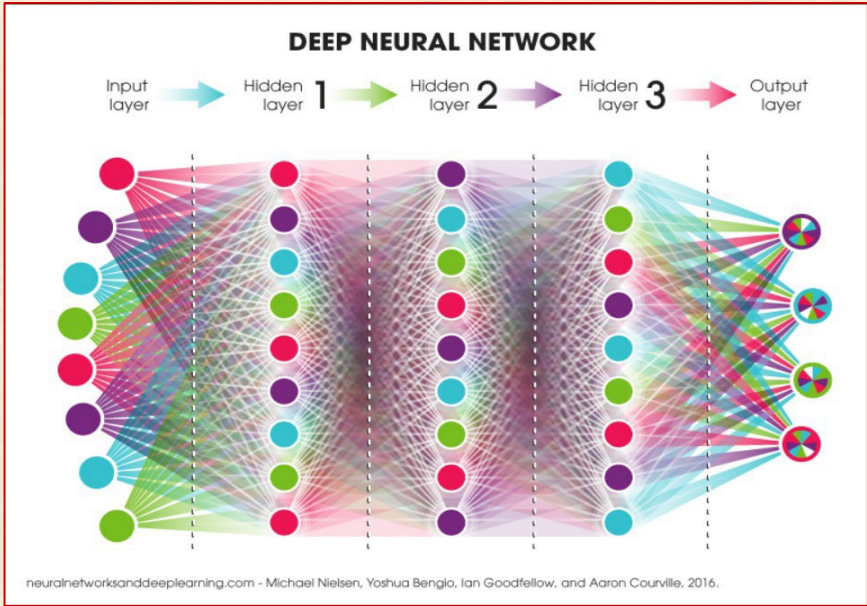 DEEP NEURAL NETWORK
Input layer
Hidden layer 1
Hidden layer 2
Hidden layer 3
Output layer
neuralnetworksanddeeplearning.com - Michael Nielsen, Yoshua Bengio, Ian Goodfellow, and Aaron Courville, 2016.